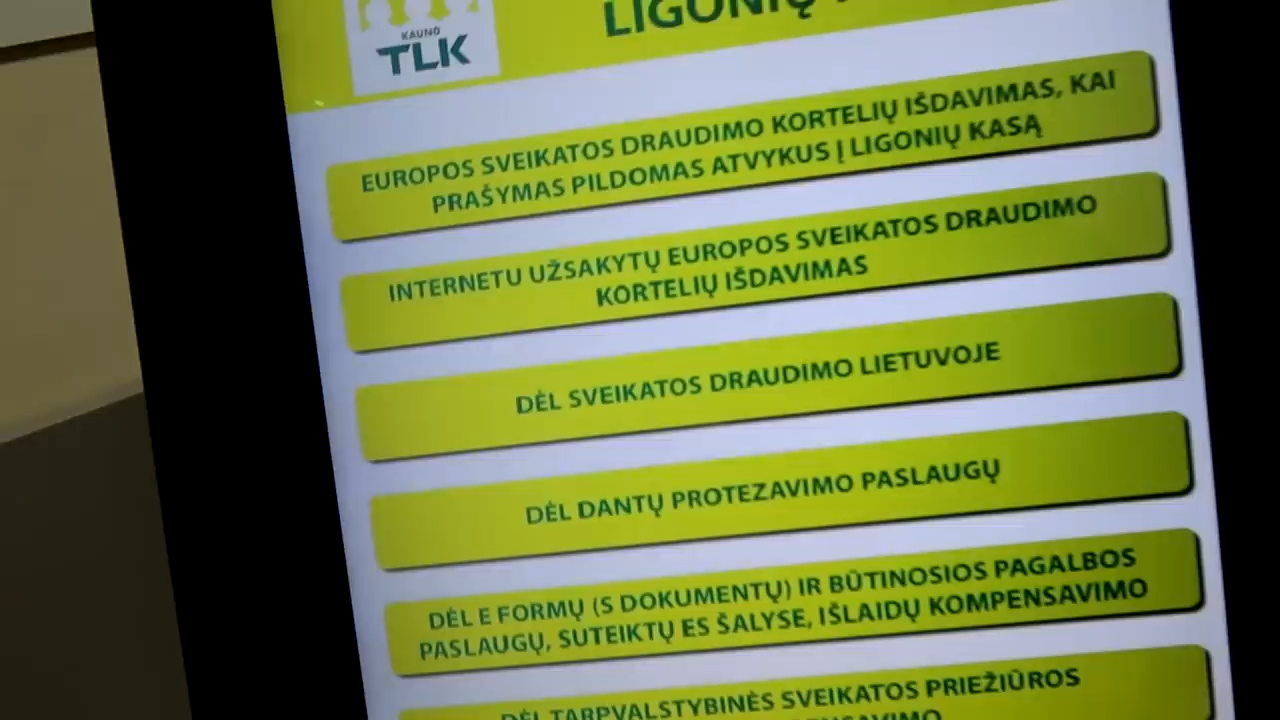 KAUNO
TLK
LIGONIŲ
EUROPOS SVEIKATOS DRAUDIMO KORTELIŲ IŠDAVIMAS, KAI
PRAŠYMAS PILDOMAS ATVYKUS Į LIGONIŲ KASĄ
INTERNETU UŽSAKYTŲ EUROPOS SVEIKATOS DRAUDIMO
KORTELIŲ IŠDAVIMAS
DĖL SVEIKATOS DRAUDIMO LIETUVOJE
DĖL DANTŲ PROTEZAVIMO PASLAUGŲ
DĖL E FORMŲ (S DOKUMENTŲ) IR BŪTINOSIOS PAGALBOS
PASLAUGŲ, SUTEIKTŲ ES ŠALYSE, IŠLAIDŲ KOMPENSAVIMO
DĖL TARPVALSTYBINĖS SVEIKATOS PRIEŽIŪROS